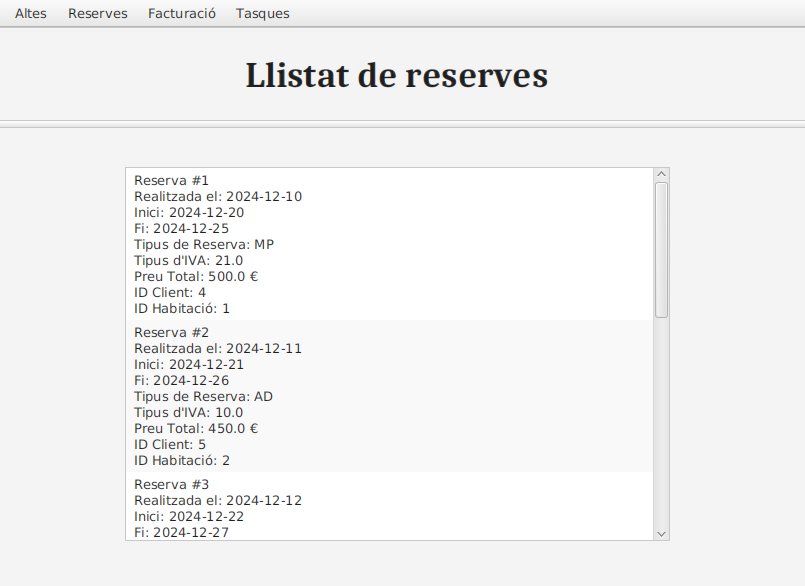 Altes Reserves Facturació Tasques
Llistat de reserves
Reserva #1
Realitzada el: 2024-12-10
Inici: 2024-12-20
Fi: 2024-12-25
Tipus de Reserva: MP
Tipus d'IVA: 21.0
Preu Total: 500.0 €
ID Client: 4
ID Habitació: 1
Reserva #2
Realitzada el: 2024-12-11
Inici: 2024-12-21
Fi: 2024-12-26
Tipus de Reserva: AD
Tipus d'IVA: 10.0
Preu Total: 450.0 €
ID Client: 5
ID Habitació: 2
Reserva #3
Realitzada el: 2024-12-12
Inici: 2024-12-22
Fi: 2024-12-27